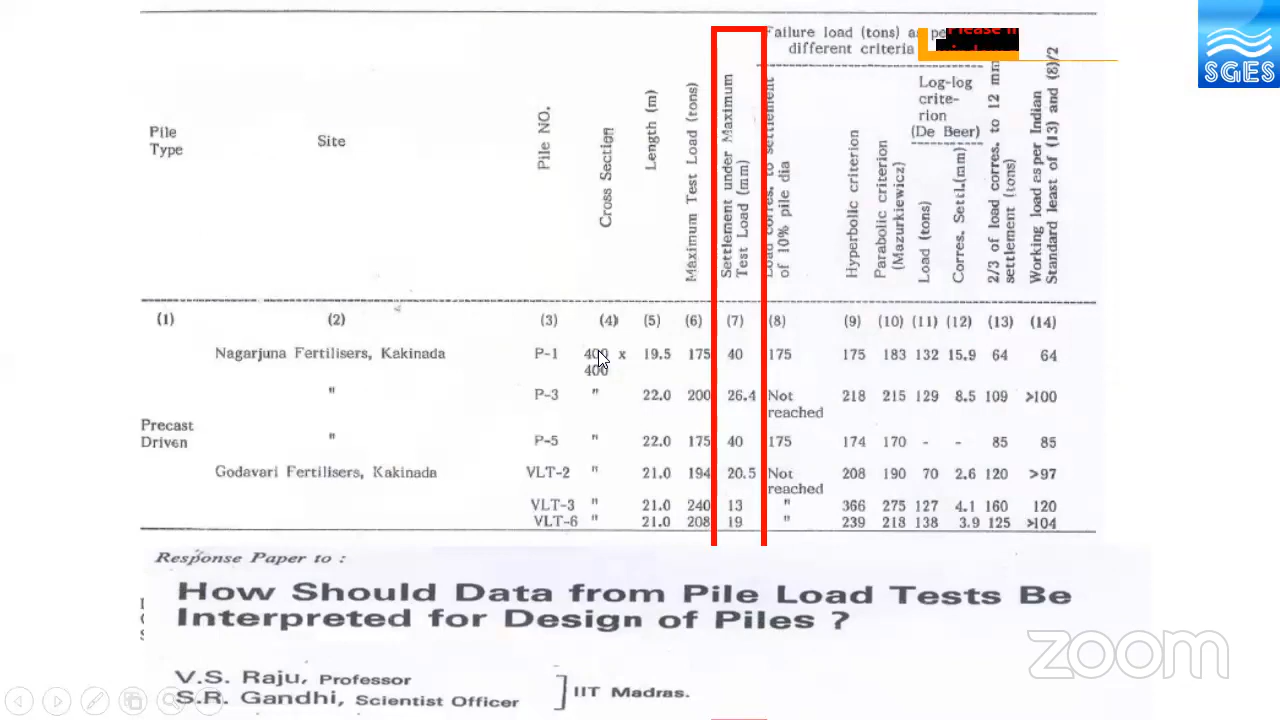 SGES
Failure load (tons) as pe
different criteria
Pile
Type
Site
Pile NO.
Cross Section
Length (m)
Maximum Test Load (tons)
Settlement under Maximum
Test Load (mm)
Load corres. to settlement
of 10% pile dia
Hyperbolic criterion
Parabolic criterion
(Mazurkiewicz)
Log-log
crite-
rion
(De Beer)
Load (tons)
Corres. Settl.(mm)
2/3 of load corres. to 12 mm
settlement (tons)
Working load as per Indian
Standard least of (13) and (8)/2
(1) (2) (3) (4) (5) (6) (7) (8) (9) (10) (11) (12) (13) (14)
Nagarjuna Fertilisers, Kakinada P-1 400 x 19.5 175 40 175 175 183 132 15.9 64 64
400
" P-3 " 22.0 200 26.4 Not 218 215 129 8.5 109 >100
reached
Precast
Driven
" P-5 " 22.0 175 40 175 174 170 - - 85 85
Godavari Fertilisers, Kakinada VLT-2 " 21.0 194 20.5 Not 208 190 70 2.6 120 >97
reached
VLT-3 " 21.0 240 13 " 366 275 127 4.1 160 120
VLT-6 " 21.0 208 19 " 239 218 138 3.9 125 >104
Response Paper to :
How Should Data from Pile Load Tests Be
Interpreted for Design of Piles ?
V.S. Raju, Professor
S.R. Gandhi, Scientist Officer
IIT Madras.
zoom